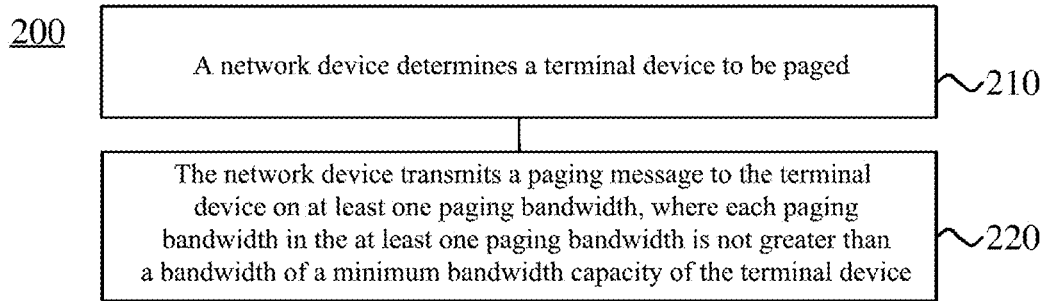 200
A network device determines a terminal device to be paged
210
The network device transmits a paging message to the terminal
device on at least one paging bandwidth, where each paging
bandwidth in the at least one paging bandwidth is not greater than
a bandwidth of a minimum bandwidth capacity of the terminal device
220